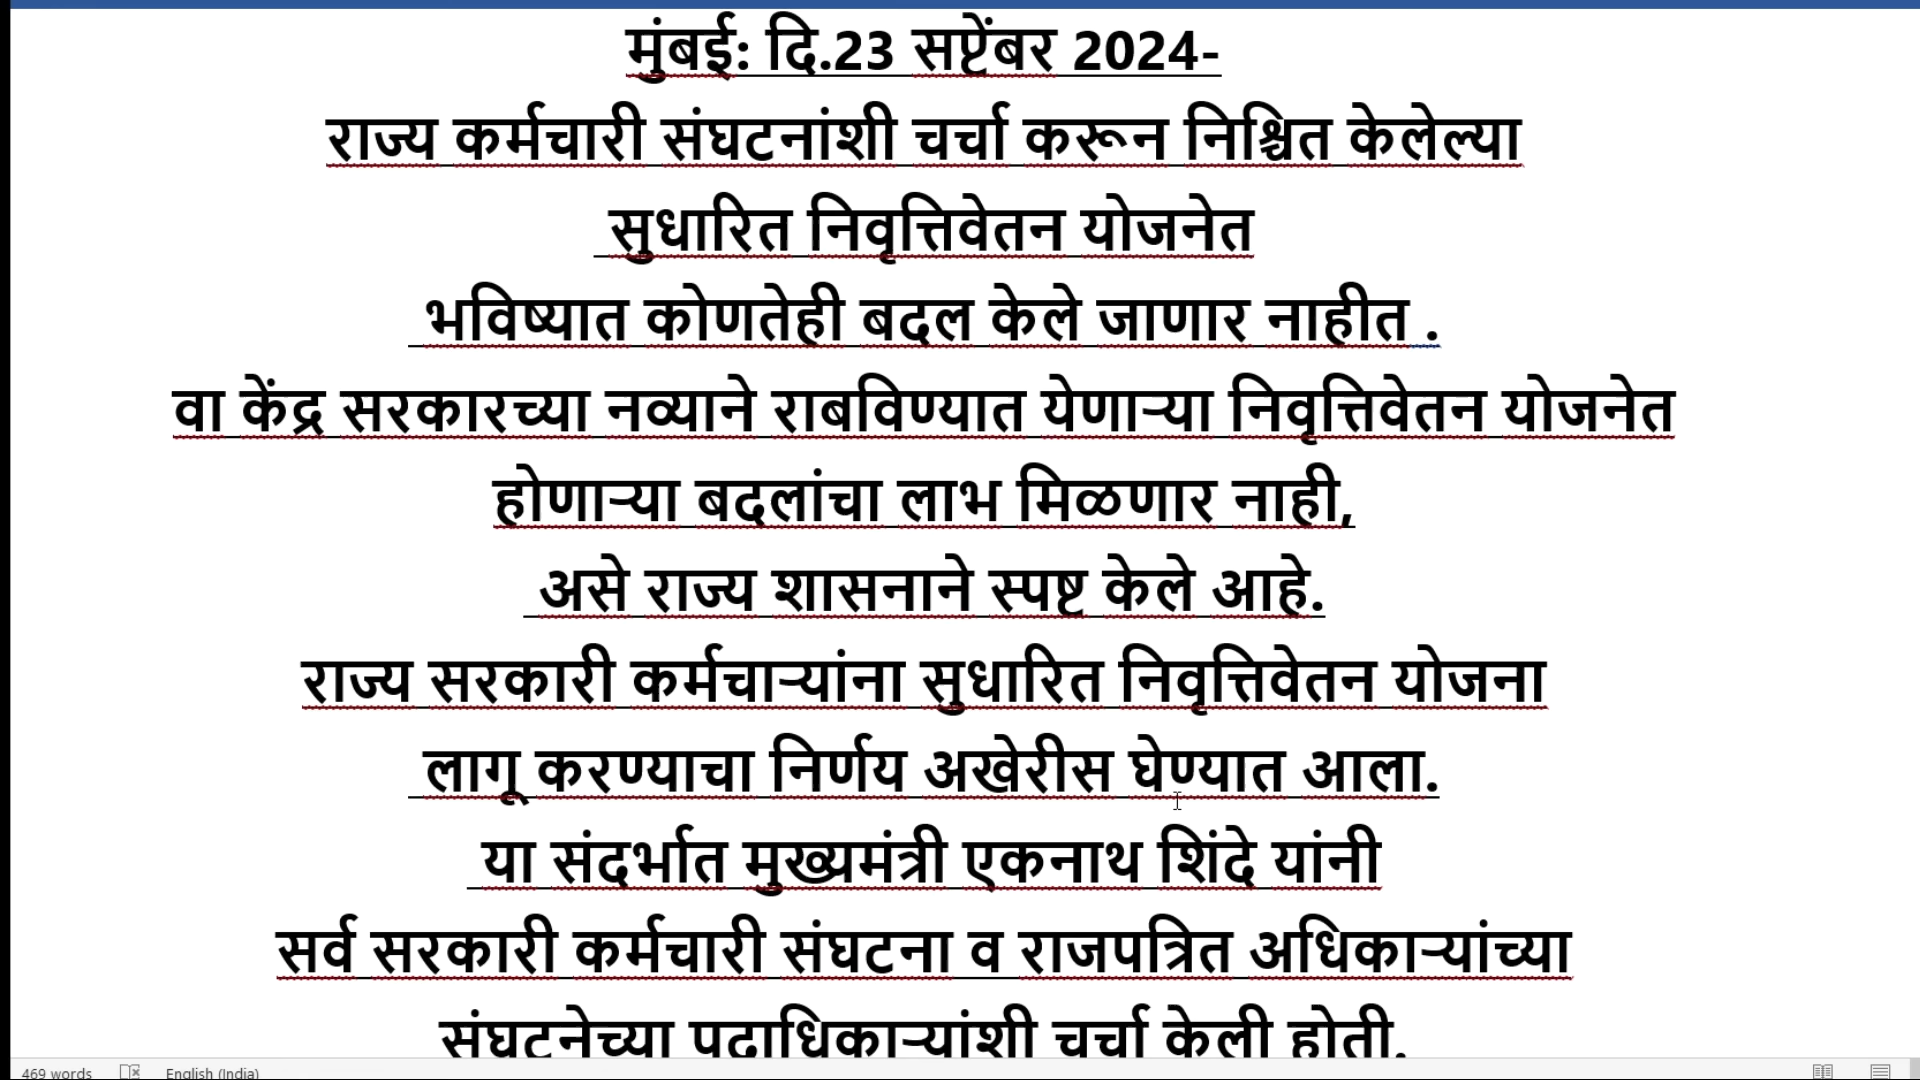 मुंबई: दि.23 सप्टेंबर 2024-
राज्य कर्मचारी संघटनांशी चर्चा करून निश्चित केलेल्या
सुधारित निवृत्तिवेतन योजनेत
भविष्यात कोणतेही बदल केले जाणार नाहीत .
वा केंद्र सरकारच्या नव्याने राबविण्यात येणाऱ्या निवृत्तिवेतन योजनेत
होणाऱ्या बदलांचा लाभ मिळणार नाही,
असे राज्य शासनाने स्पष्ट केले आहे.
राज्य सरकारी कर्मचाऱ्यांना सुधारित निवृत्तिवेतन योजना
लागू करण्याचा निर्णय अखेरीस घेण्यात आला.
या संदर्भात मुख्यमंत्री एकनाथ शिंदे यांनी
सर्व सरकारी कर्मचारी संघटना व राजपत्रित अधिकाऱ्यांच्या
संघटनेच्या पदाधिकाऱ्यांशी चर्चा केली होती.
469 words English (India)